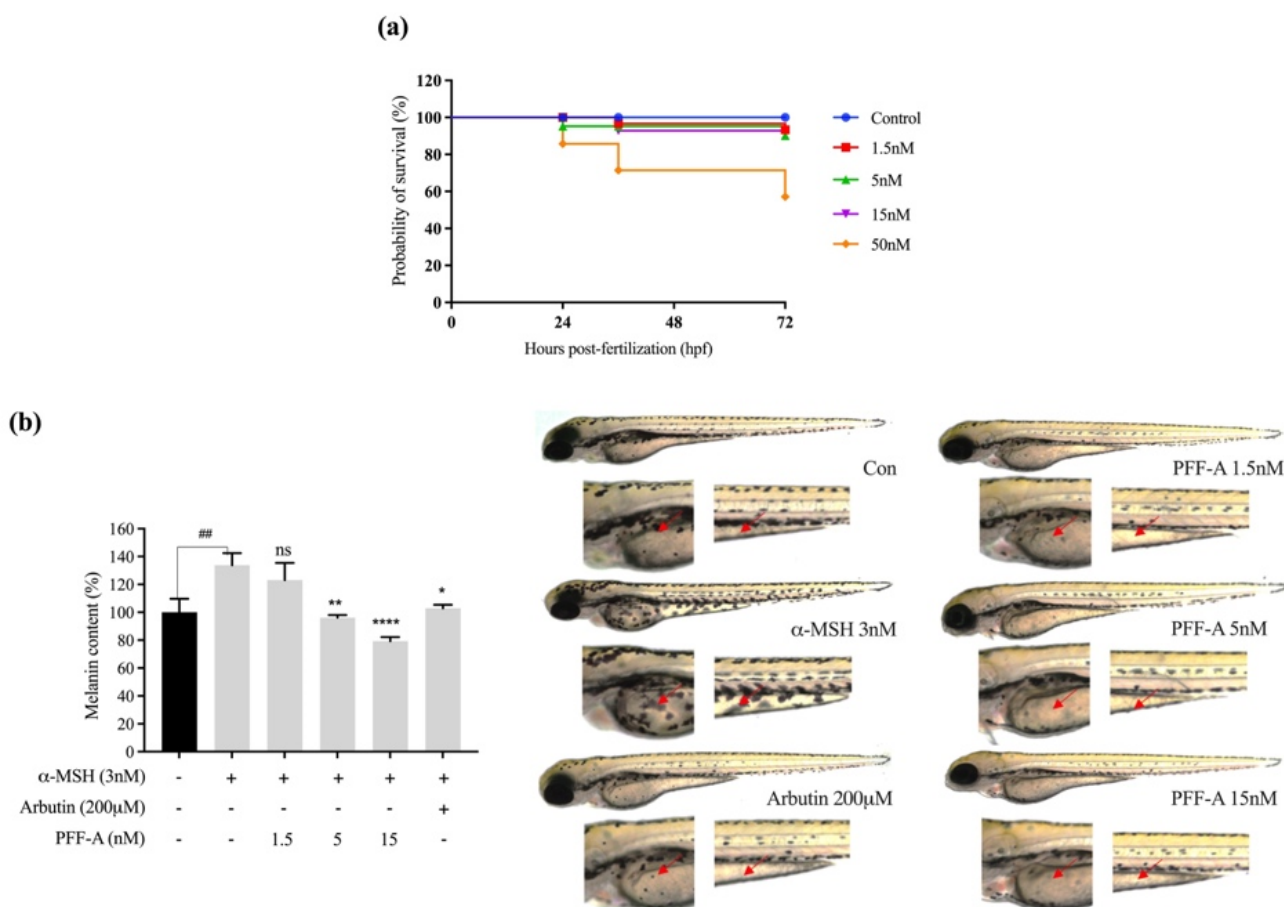 (a)
120
100
80
60
40
20
0
Probability of survival (%)
0 24 48 72
Hours post-fertilization (hpf)
Control
1.5nM
5nM
15nM
50nM
(b)
160
140
120
100
80
60
40
20
0
Melanin content (%)
## ns ** **** *
α-MSH (3nM) - + + + + +
Arbutin (200μM) - - - - - +
PFF-A (nM) - - 1.5 5 15 -
Con
α-MSH 3nM
Arbutin 200μM
PFF-A 1.5nM
PFF-A 5nM
PFF-A 15nM